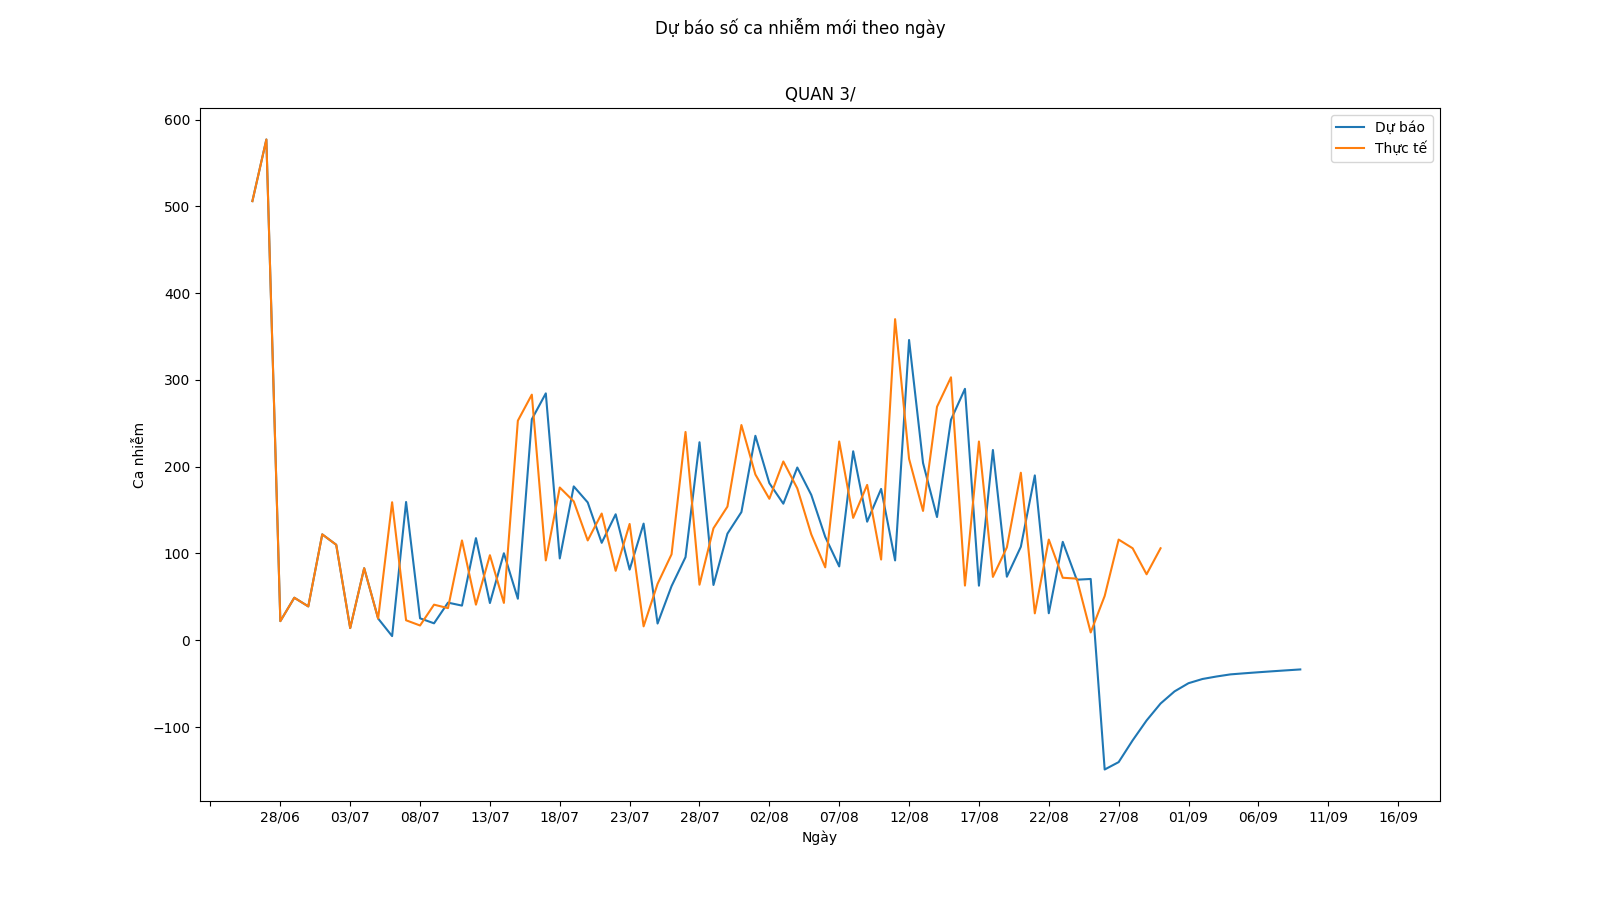 Dự báo số ca nhiễm mới theo ngày
QUAN 3/
Dự báo
Thực tế
600
500
400
300
200
100
0
−100
Ca nhiễm
28/06 03/07 08/07 13/07 18/07 23/07 28/07 02/08 07/08 12/08 17/08 22/08 27/08 01/09 06/09 11/09 16/09
Ngày